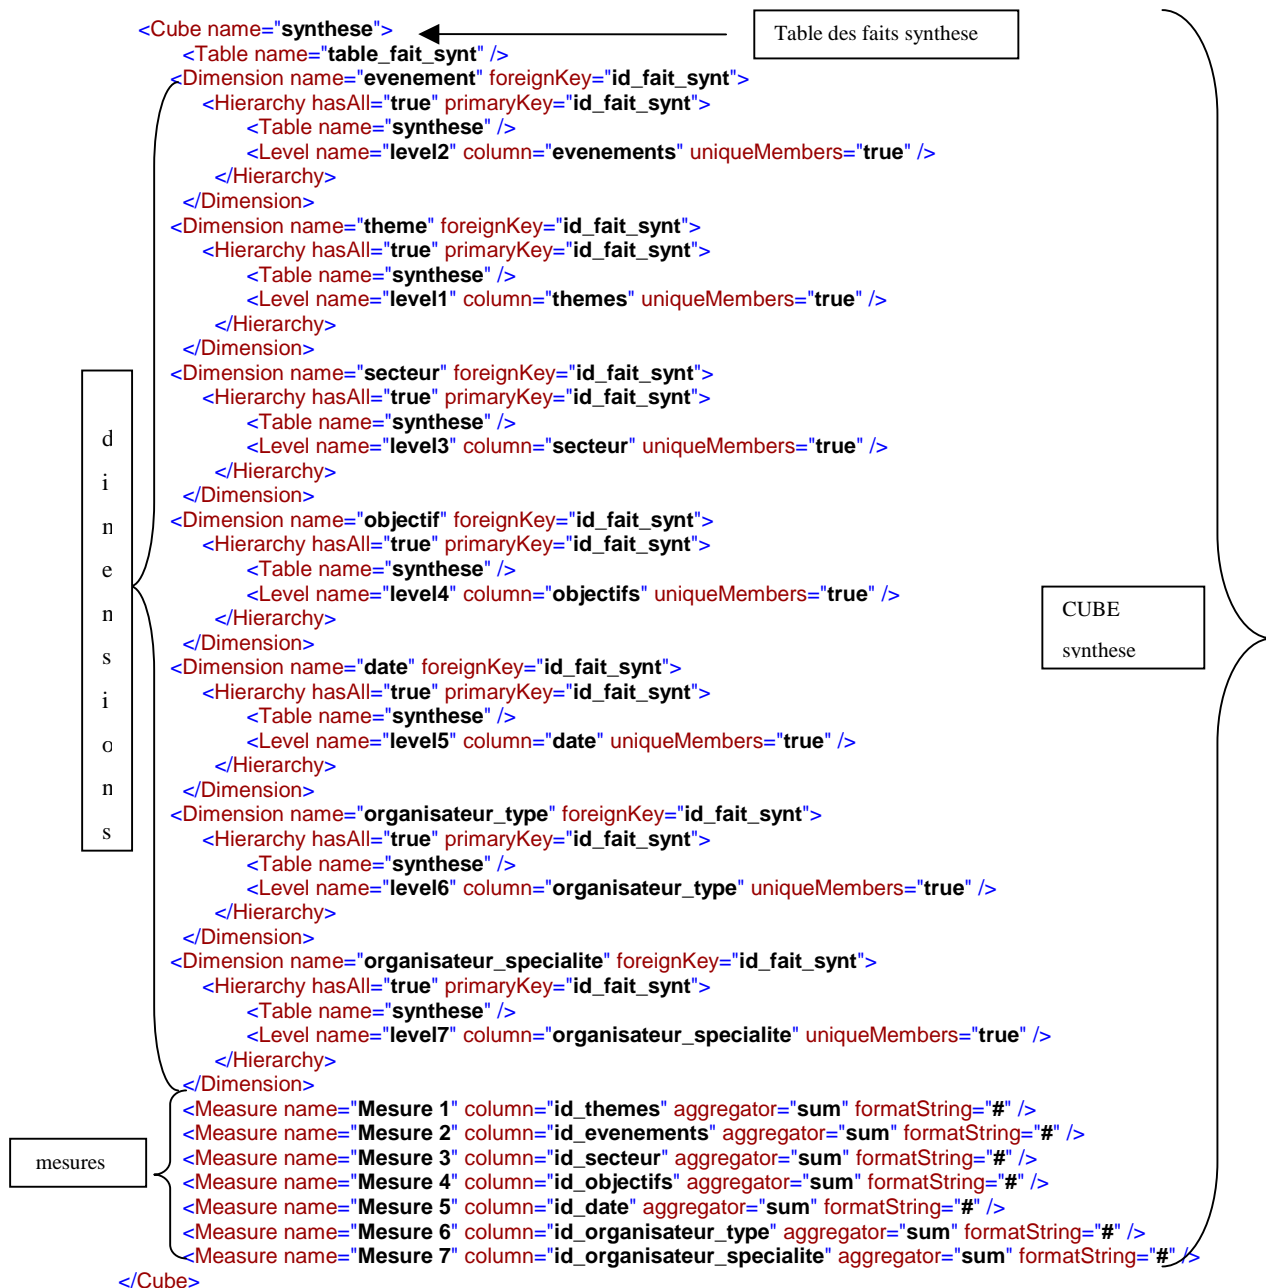 <Cube name="synthese">
Table des faits synthese
<Table name="table_fait_synt" />
<Dimension name="evenement" foreignKey="id_fait_synt">
<Hierarchy hasAll="true" primaryKey="id_fait_synt">
<Table name="synthese" />
<Level name="level2" column="evenements" uniqueMembers="true" />
</Hierarchy>
</Dimension>
<Dimension name="theme" foreignKey="id_fait_synt">
<Hierarchy hasAll="true" primaryKey="id_fait_synt">
<Table name="synthese" />
<Level name="level1" column="themes" uniqueMembers="true" />
</Hierarchy>
</Dimension>
<Dimension name="secteur" foreignKey="id_fait_synt">
<Hierarchy hasAll="true" primaryKey="id_fait_synt">
<Table name="synthese" />
<Level name="level3" column="secteur" uniqueMembers="true" />
</Hierarchy>
</Dimension>
<Dimension name="objectif" foreignKey="id_fait_synt">
<Hierarchy hasAll="true" primaryKey="id_fait_synt">
<Table name="synthese" />
<Level name="level4" column="objectifs" uniqueMembers="true" />
</Hierarchy>
</Dimension>
<Dimension name="date" foreignKey="id_fait_synt">
<Hierarchy hasAll="true" primaryKey="id_fait_synt">
<Table name="synthese" />
<Level name="level5" column="date" uniqueMembers="true" />
</Hierarchy>
</Dimension>
<Dimension name="organisateur_type" foreignKey="id_fait_synt">
<Hierarchy hasAll="true" primaryKey="id_fait_synt">
<Table name="synthese" />
<Level name="level6" column="organisateur_type" uniqueMembers="true" />
</Hierarchy>
</Dimension>
<Dimension name="organisateur_specialite" foreignKey="id_fait_synt">
<Hierarchy hasAll="true" primaryKey="id_fait_synt">
<Table name="synthese" />
<Level name="level7" column="organisateur_specialite" uniqueMembers="true" />
</Hierarchy>
</Dimension>
<Measure name="Mesure 1" column="id_themes" aggregator="sum" formatString="#" />
<Measure name="Mesure 2" column="id_evenements" aggregator="sum" formatString="#" />
<Measure name="Mesure 3" column="id_secteur" aggregator="sum" formatString="#" />
<Measure name="Mesure 4" column="id_objectifs" aggregator="sum" formatString="#" />
<Measure name="Mesure 5" column="id_date" aggregator="sum" formatString="#" />
<Measure name="Mesure 6" column="id_organisateur_type" aggregator="sum" formatString="#" />
<Measure name="Mesure 7" column="id_organisateur_specialite" aggregator="sum" formatString="#" />
</Cube>
dimensions
mesures
CUBE
synthese